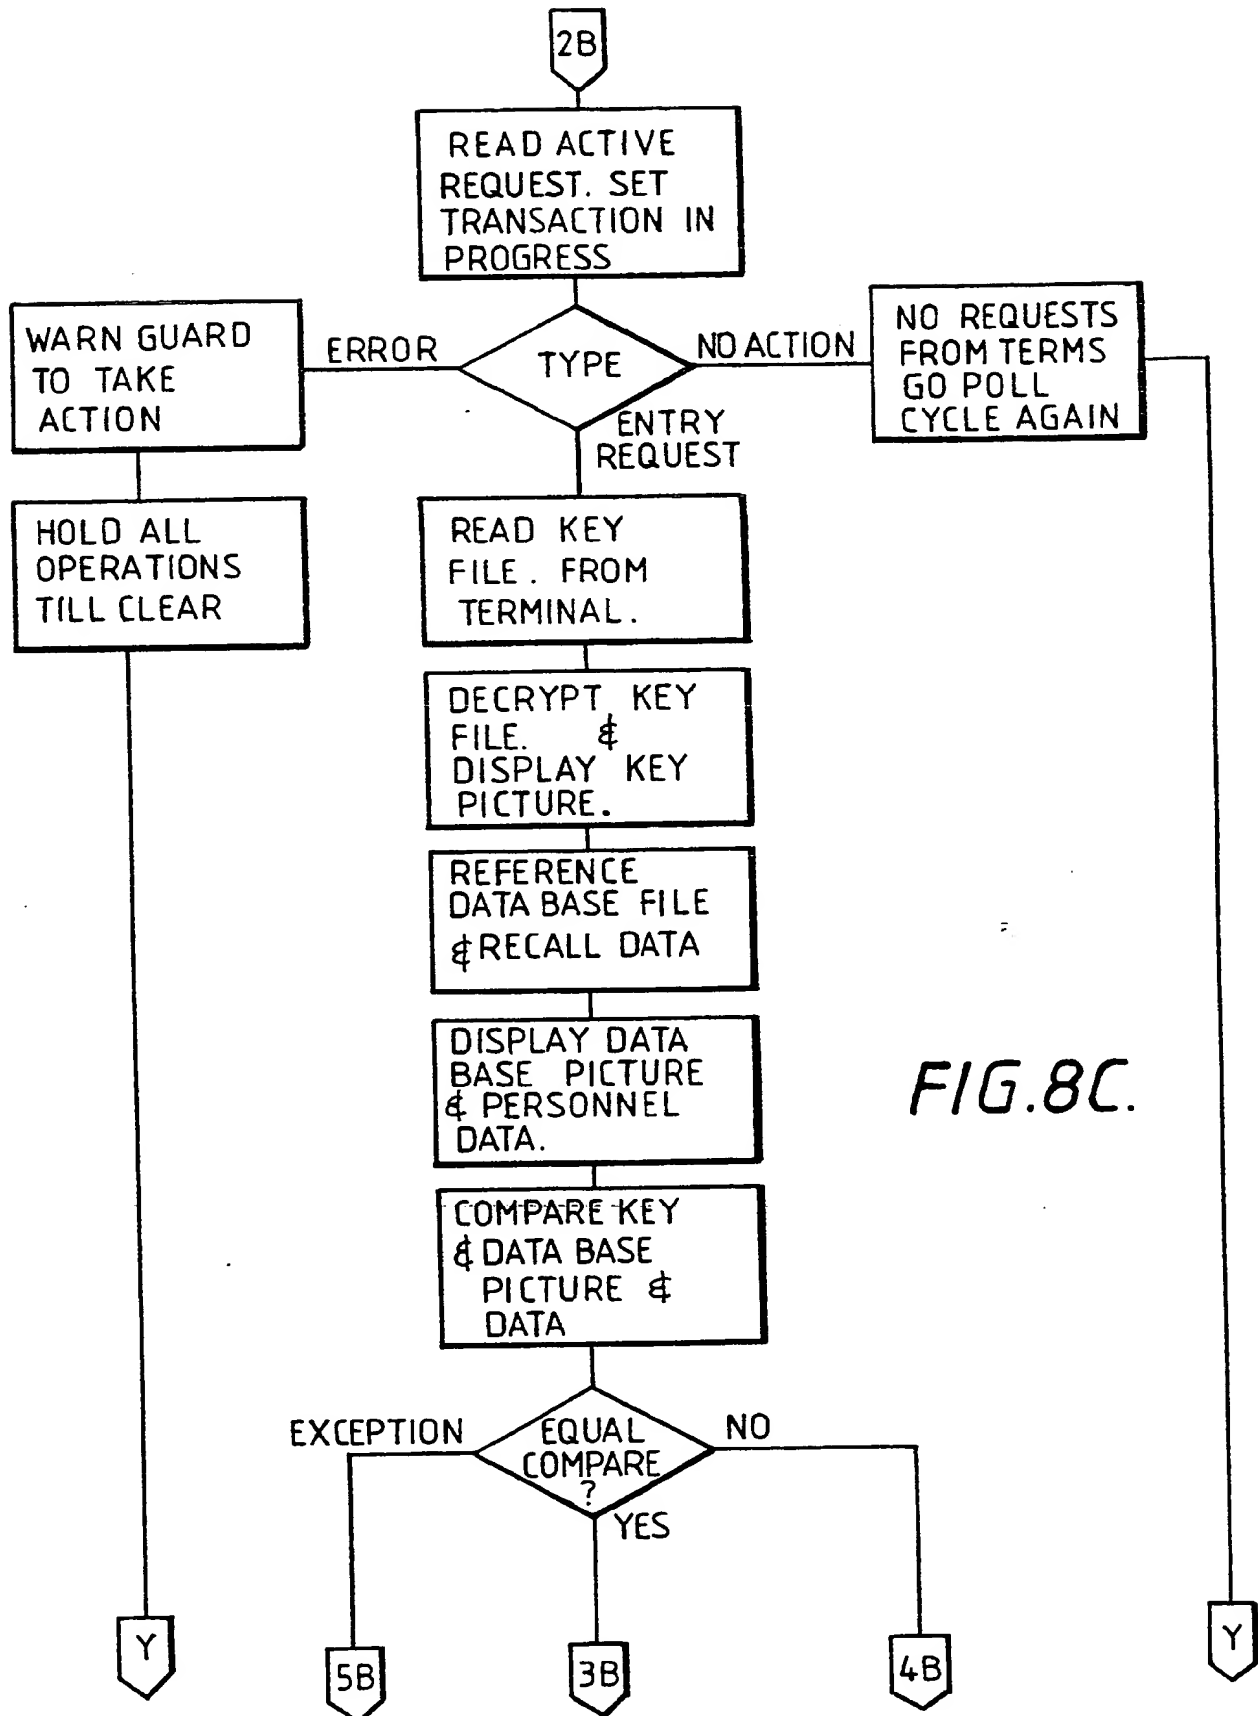 2B
READ ACTIVE
REQUEST. SET
TRANSACTION IN
PROGRESS
WARN GUARD
TO TAKE
ACTION
ERROR
TYPE
NO ACTION
NO REQUESTS
FROM TERMS
GO POLL
CYCLE AGAIN
ENTRY
REQUEST
HOLD ALL
OPERATIONS
TILL CLEAR
READ KEY
FILE. FROM
TERMINAL.
DECRYPT KEY
FILE. &
DISPLAY KEY
PICTURE.
REFERENCE
DATA BASE FILE
& RECALL DATA
DISPLAY DATA
BASE PICTURE
& PERSONNEL
DATA.
FIG.8C.
COMPARE KEY
& DATA BASE
PICTURE &
DATA
EXCEPTION
EQUAL
COMPARE
?
NO
YES
Y
5B
3B
4B
Y